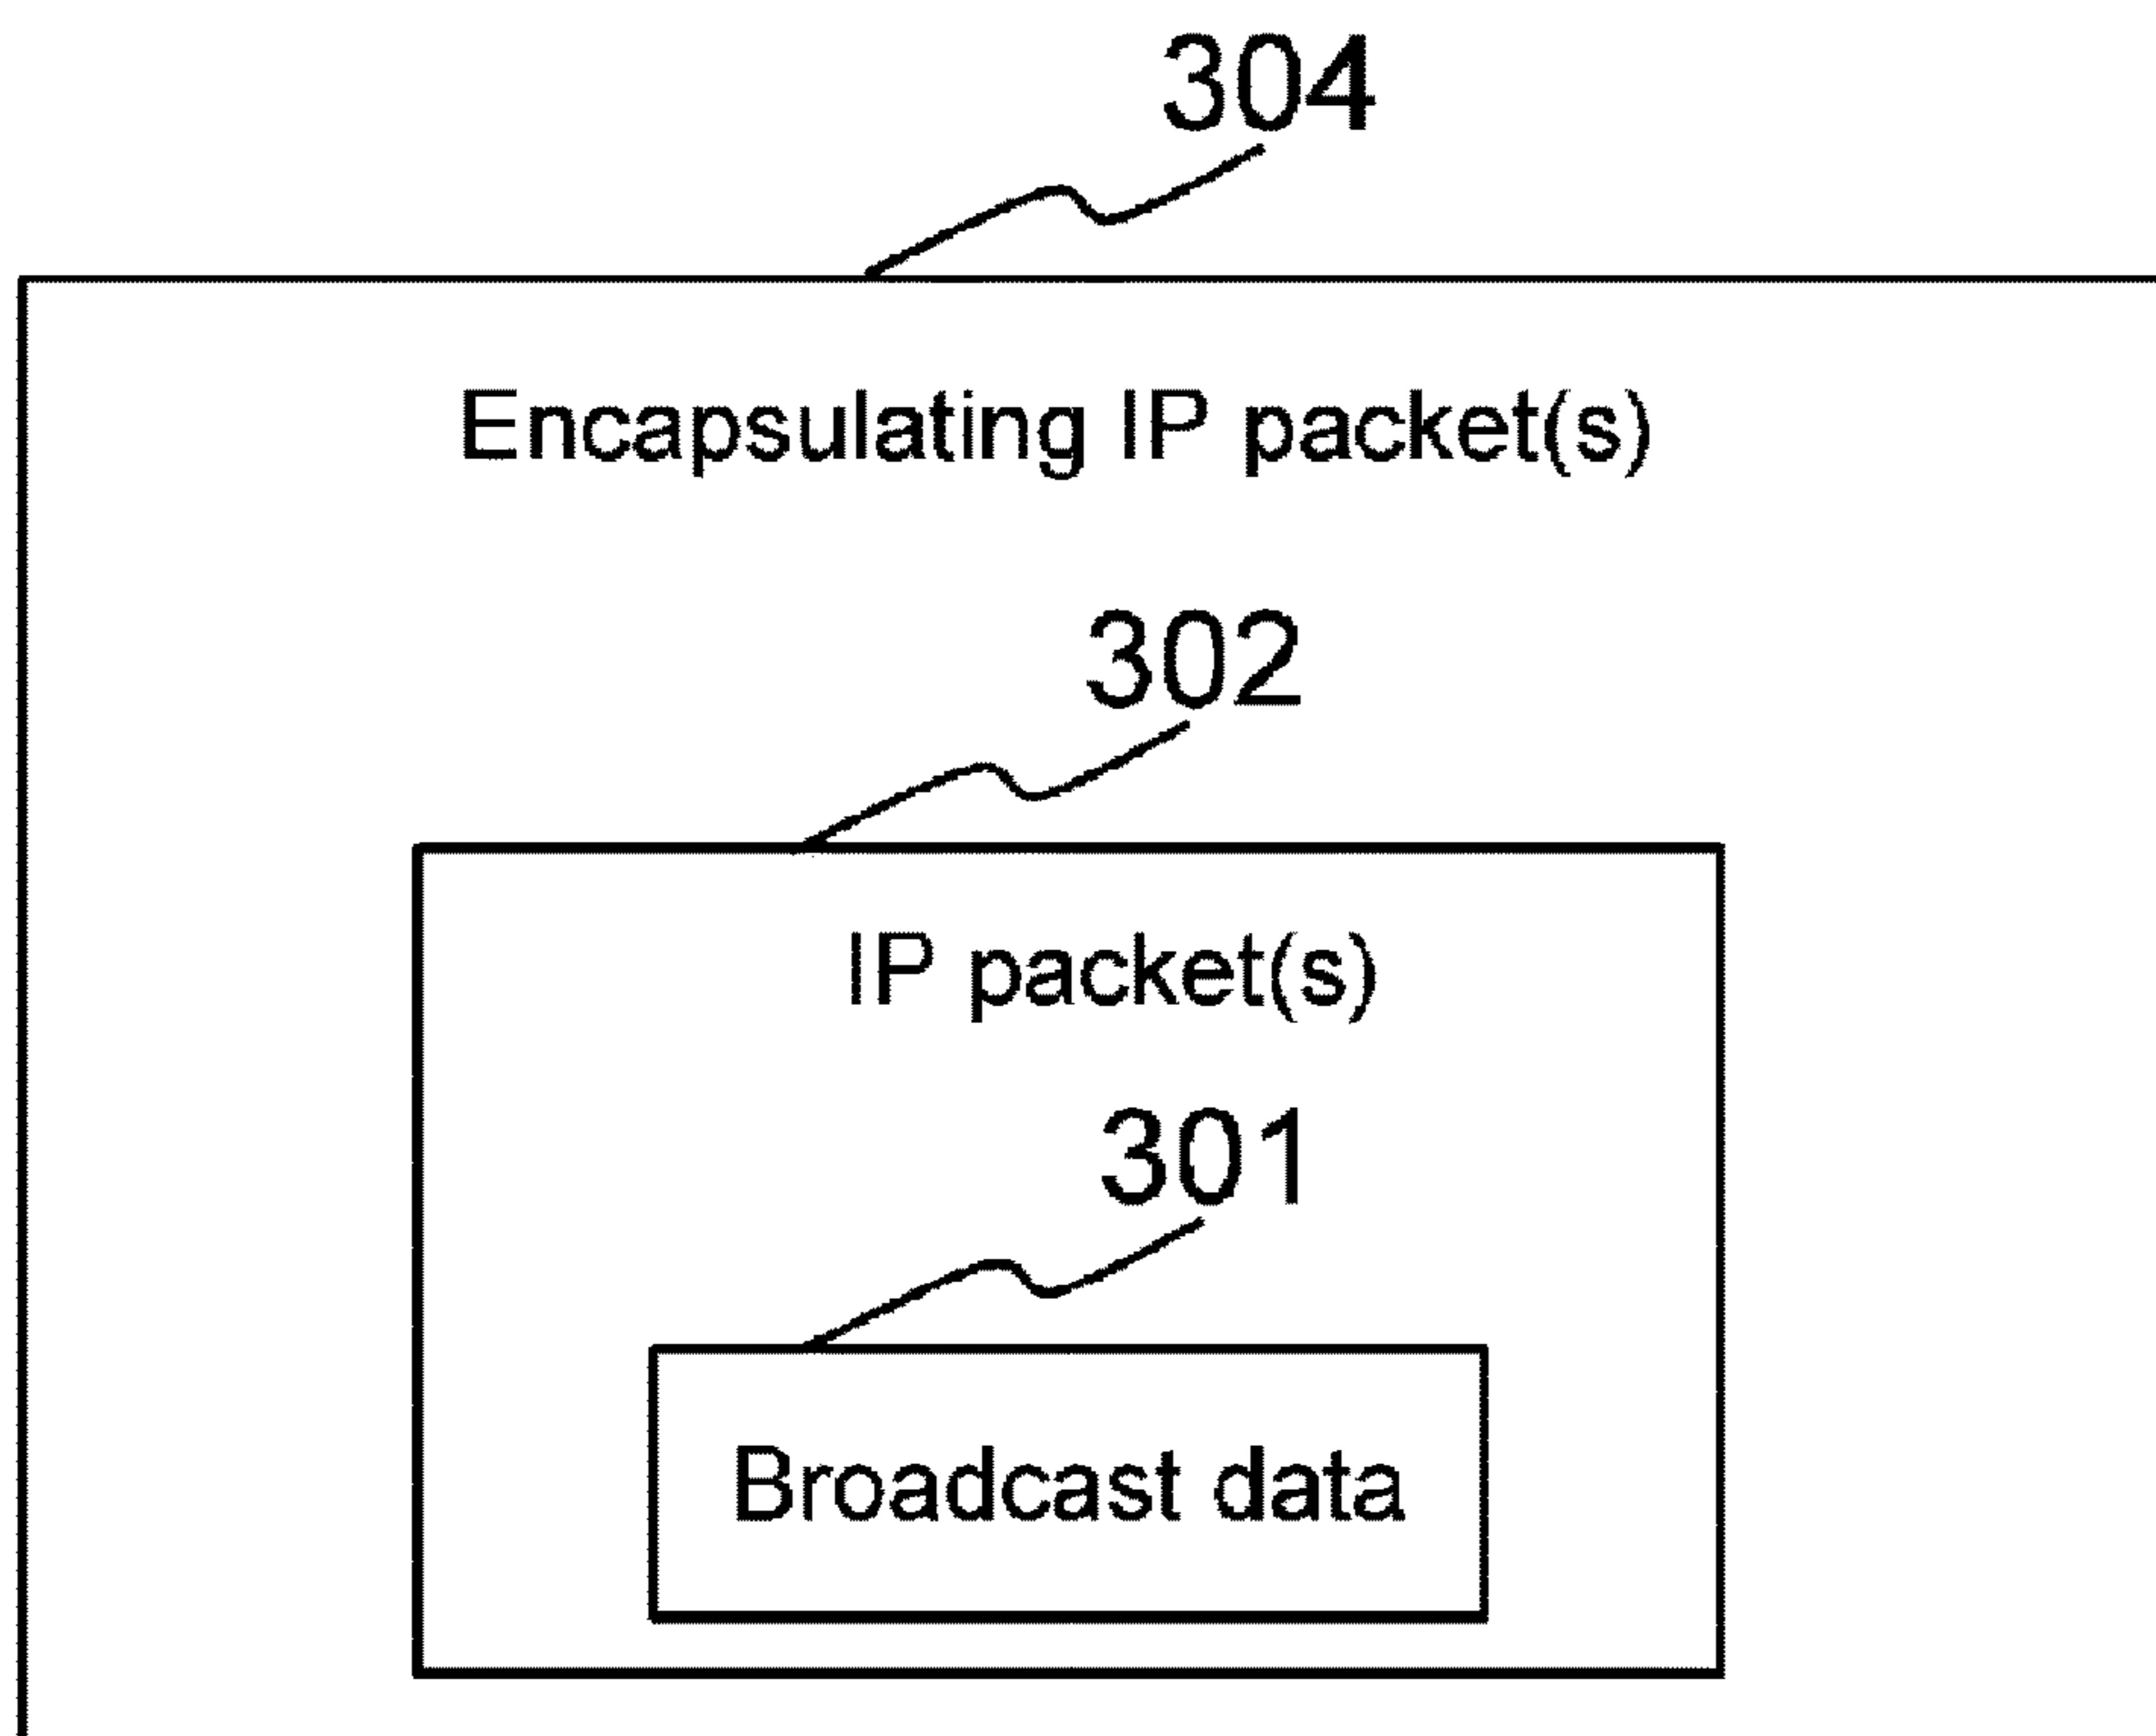 304
Encapsulating IP packet(s)
302
IP packet(s)
301
Broadcast data